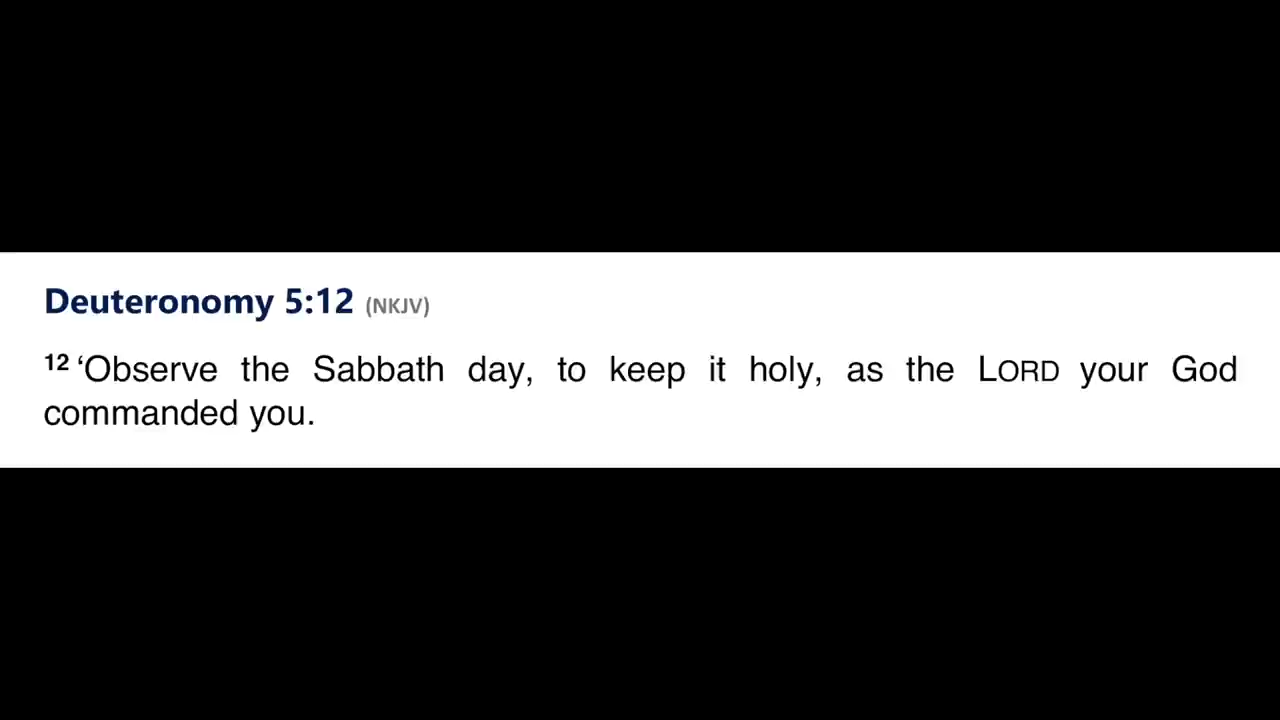 Deuteronomy 5:12 (NKJV)
12 ‘Observe the Sabbath day, to keep it holy, as the LORD your God
commanded you.